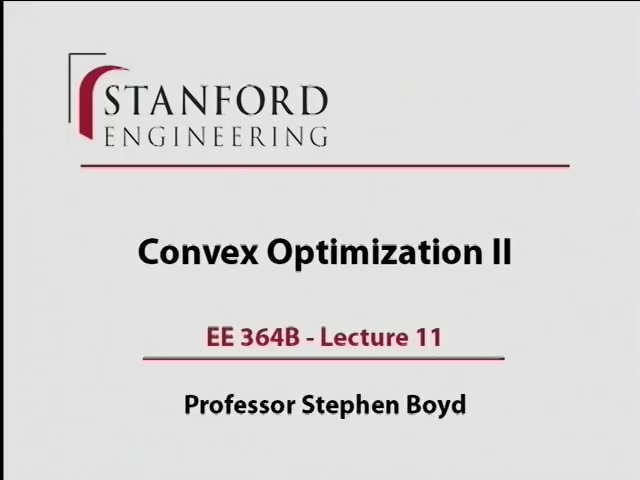 STANFORD
ENGINEERING
Convex Optimization II
EE 364B - Lecture 11
Professor Stephen Boyd